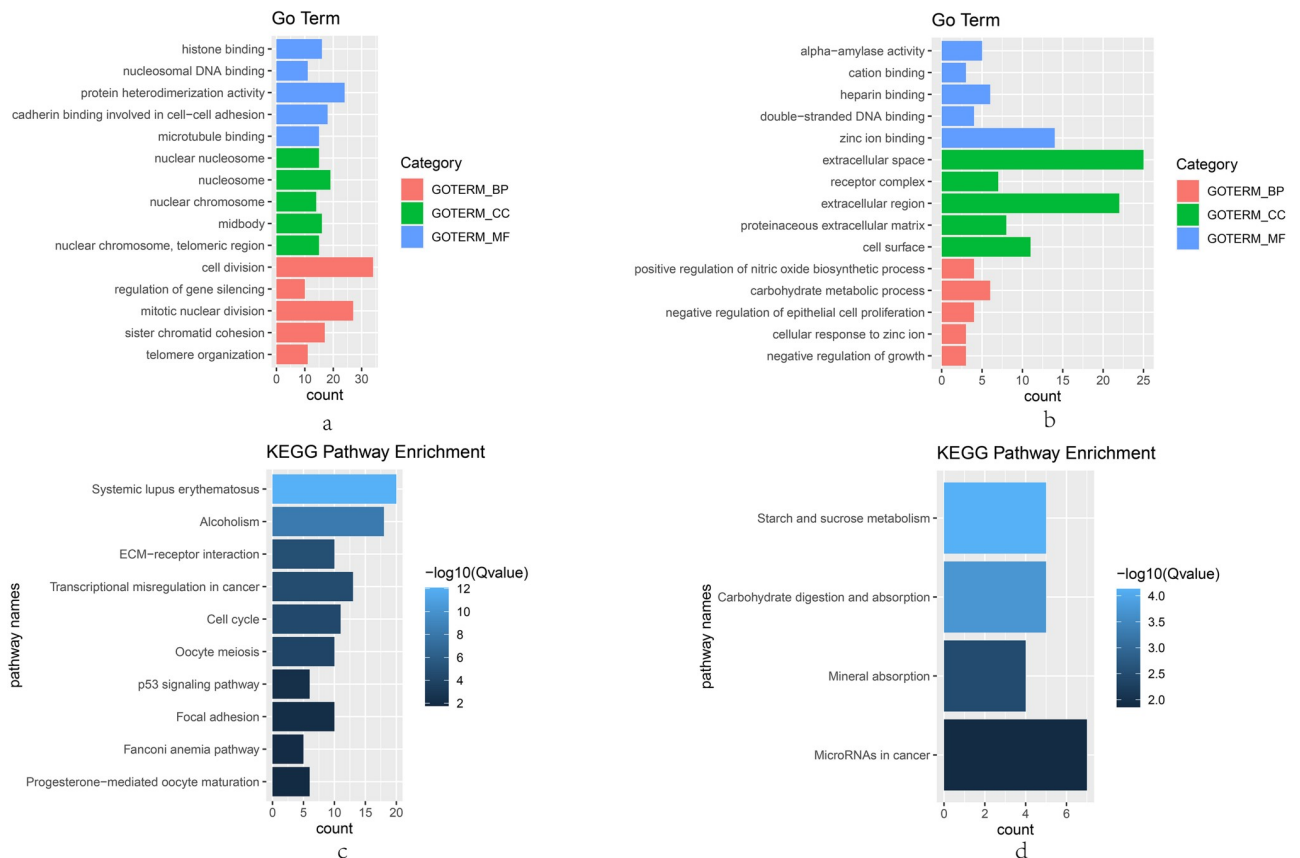 Go Term
histone binding
nucleosomal DNA binding
protein heterodimerization activity
cadherin binding involved in cell−cell adhesion
microtubule binding
nuclear nucleosome
nucleosome
nuclear chromosome
midbody
nuclear chromosome, telomeric region
cell division
regulation of gene silencing
mitotic nuclear division
sister chromatid cohesion
telomere organization
0 10 20 30
count
Category
GOTERM_BP
GOTERM_CC
GOTERM_MF
a
Go Term
alpha−amylase activity
cation binding
heparin binding
double−stranded DNA binding
zinc ion binding
extracellular space
receptor complex
extracellular region
proteinaceous extracellular matrix
cell surface
positive regulation of nitric oxide biosynthetic process
carbohydrate metabolic process
negative regulation of epithelial cell proliferation
cellular response to zinc ion
negative regulation of growth
0 5 10 15 20 25
count
Category
GOTERM_BP
GOTERM_CC
GOTERM_MF
b
KEGG Pathway Enrichment
pathway names
Systemic lupus erythematosus
Alcoholism
ECM−receptor interaction
Transcriptional misregulation in cancer
Cell cycle
Oocyte meiosis
p53 signaling pathway
Focal adhesion
Fanconi anemia pathway
Progesterone−mediated oocyte maturation
0 5 10 15 20
count
−log10(Qvalue)
12
10
8
6
4
2
c
KEGG Pathway Enrichment
pathway names
Starch and sucrose metabolism
Carbohydrate digestion and absorption
Mineral absorption
MicroRNAs in cancer
0 2 4 6
count
−log10(Qvalue)
4.0
3.5
3.0
2.5
2.0
d